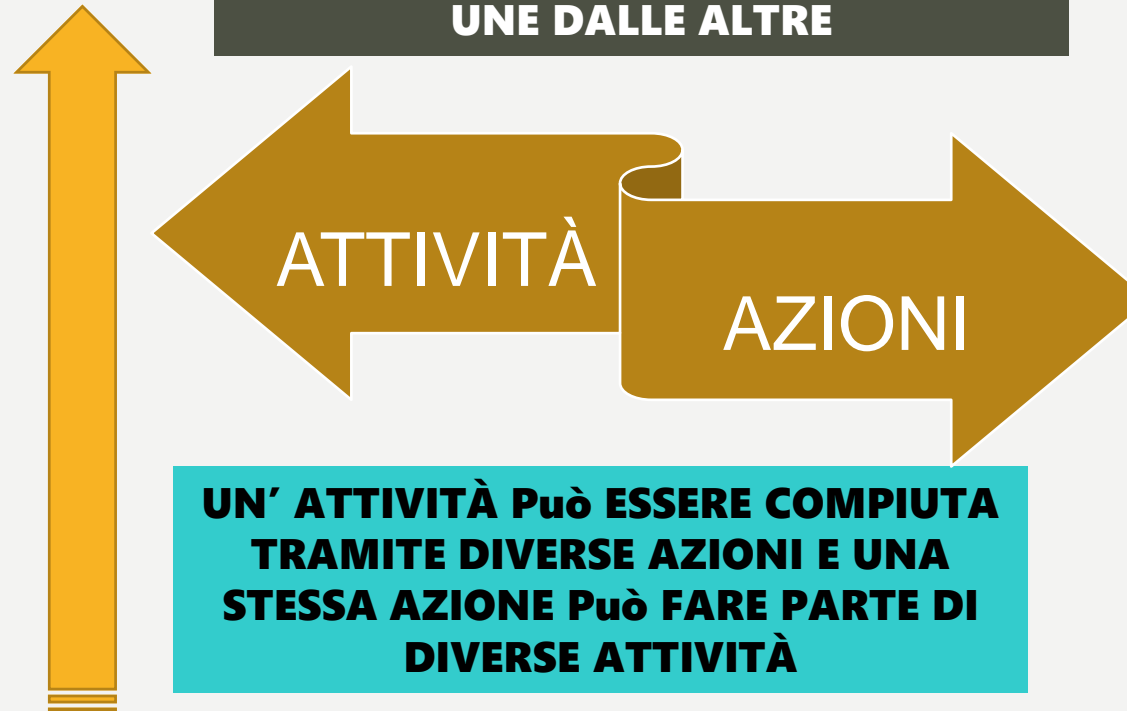 UNE DALLE ALTRE
ATTIVITÀ
AZIONI
UN’ ATTIVITÀ Può ESSERE COMPIUTA
TRAMITE DIVERSE AZIONI E UNA
STESSA AZIONE Può FARE PARTE DI
DIVERSE ATTIVITÀ